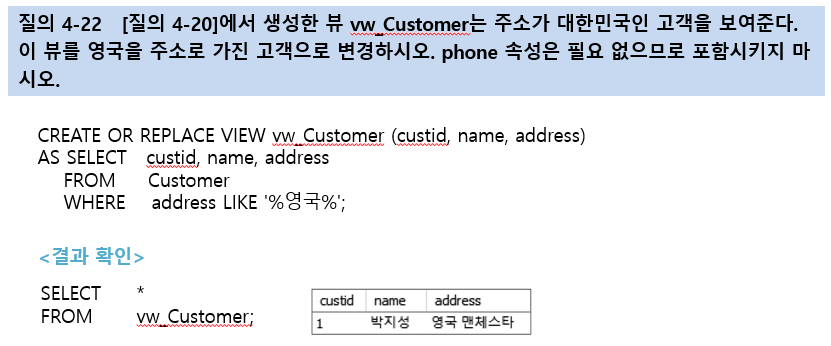 질의 4-22 [질의 4-20]에서 생성한 뷰 vw_Customer는 주소가 대한민국인 고객을 보여준다.
이 뷰를 영국을 주소로 가진 고객으로 변경하시오. phone 속성은 필요 없으므로 포함시키지 마
시오.
CREATE OR REPLACE VIEW vw_Customer (custid, name, address)
AS SELECT custid, name, address
FROM Customer
WHERE address LIKE '%영국%';
<결과 확인>
SELECT *
FROM vw_Customer;
custid name address
1 박지성 영국 맨체스타